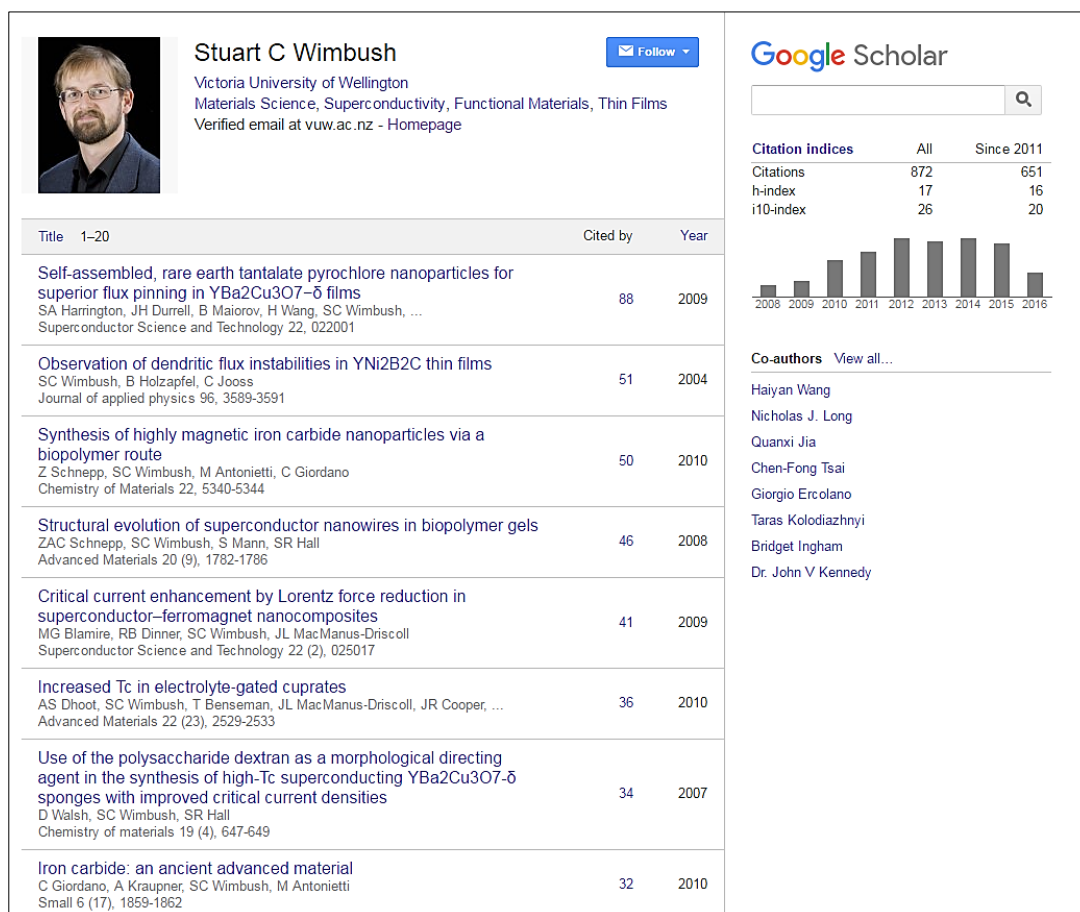 Stuart C Wimbush
Follow
Victoria University of Wellington
Materials Science, Superconductivity, Functional Materials, Thin Films
Verified email at vuw.ac.nz - Homepage
Title 1–20 Cited by Year
Self-assembled, rare earth tantalate pyrochlore nanoparticles for
superior flux pinning in YBa2Cu3O7−δ films
SA Harrington, JH Durrell, B Maiorov, H Wang, SC Wimbush, ...
Superconductor Science and Technology 22, 022001
88 2009
Observation of dendritic flux instabilities in YNi2B2C thin films
SC Wimbush, B Holzapfel, C Jooss
Journal of applied physics 96, 3589-3591
51 2004
Synthesis of highly magnetic iron carbide nanoparticles via a
biopolymer route
Z Schnepp, SC Wimbush, M Antonietti, C Giordano
Chemistry of Materials 22, 5340-5344
50 2010
Structural evolution of superconductor nanowires in biopolymer gels
ZAC Schnepp, SC Wimbush, S Mann, SR Hall
Advanced Materials 20 (9), 1782-1786
46 2008
Critical current enhancement by Lorentz force reduction in
superconductor–ferromagnet nanocomposites
MG Blamire, RB Dinner, SC Wimbush, JL MacManus-Driscoll
Superconductor Science and Technology 22 (2), 025017
41 2009
Increased Tc in electrolyte-gated cuprates
AS Dhoot, SC Wimbush, T Benseman, JL MacManus-Driscoll, JR Cooper, ...
Advanced Materials 22 (23), 2529-2533
36 2010
Use of the polysaccharide dextran as a morphological directing
agent in the synthesis of high-Tc superconducting YBa2Cu3O7-δ
sponges with improved critical current densities
D Walsh, SC Wimbush, SR Hall
Chemistry of materials 19 (4), 647-649
34 2007
Iron carbide: an ancient advanced material
C Giordano, A Kraupner, SC Wimbush, M Antonietti
Small 6 (17), 1859-1862
32 2010
Google Scholar
Citation indices All Since 2011
Citations 872 651
h-index 17 16
i10-index 26 20
2008 2009 2010 2011 2012 2013 2014 2015 2016
Co-authors View all...
Haiyan Wang
Nicholas J. Long
Quanxi Jia
Chen-Fong Tsai
Giorgio Ercolano
Taras Kolodiazhnyi
Bridget Ingham
Dr. John V Kennedy